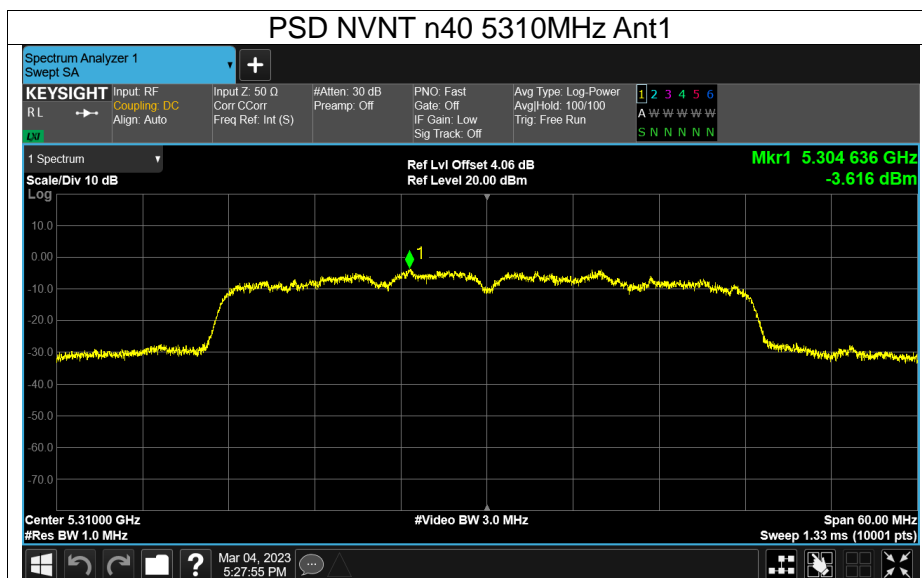 PSD NVNT n40 5310MHz Ant1
Spectrum Analyzer 1
Swept SA
+
KEYSIGHT Input: RF Input Z: 50 Ω #Atten: 30 dB PNO: Fast Avg Type: Log-Power 1 2 3 4 5 6
RL Coupling: DC Corr CCorr Preamp: Off Gate: Off Avg|Hold: 100/100 A W W W W W
Align: Auto Freq Ref: Int (S) IF Gain: Low Trig: Free Run
LXI Sig Track: Off S N N N N N
1 Spectrum Ref Lvl Offset 4.06 dB Mkr1 5.304 636 GHz
Scale/Div 10 dB Ref Level 20.00 dBm -3.616 dBm
Log
10.0
0.00
1
-10.0
-20.0
-30.0
-40.0
-50.0
-60.0
-70.0
Center 5.31000 GHz #Video BW 3.0 MHz Span 60.00 MHz
#Res BW 1.0 MHz Sweep 1.33 ms (10001 pts)
? Mar 04, 2023
5:27:55 PM